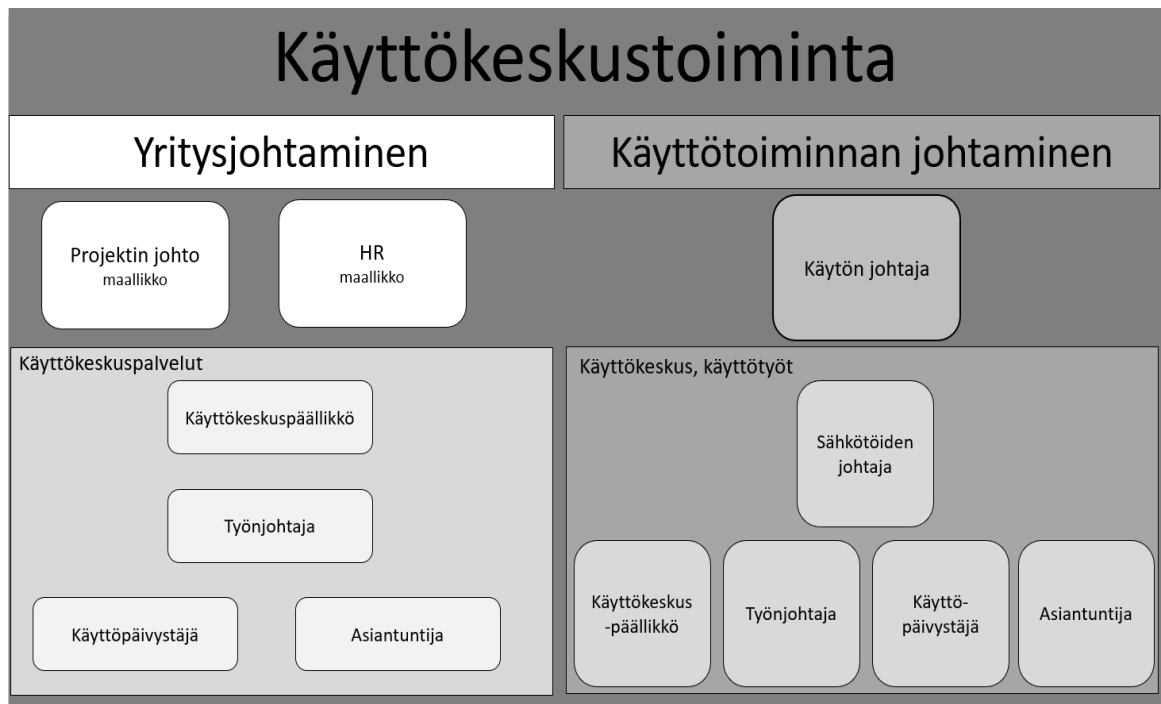 Käyttökeskustoiminta
Yritysjohtaminen
Käyttötoiminnan johtaminen
Projektin johto
maallikko
HR
maallikko
Käytön johtaja
Käyttökeskuspalvelut
Käyttökeskuspäällikkö
Työnjohtaja
Käyttöpäivystäjä
Asiantuntija
Käyttökeskus, käyttötyöt
Sähkötöiden
johtaja
Käyttökeskus
-päällikkö
Työnjohtaja
Käyttö-
päivystäjä
Asiantuntija